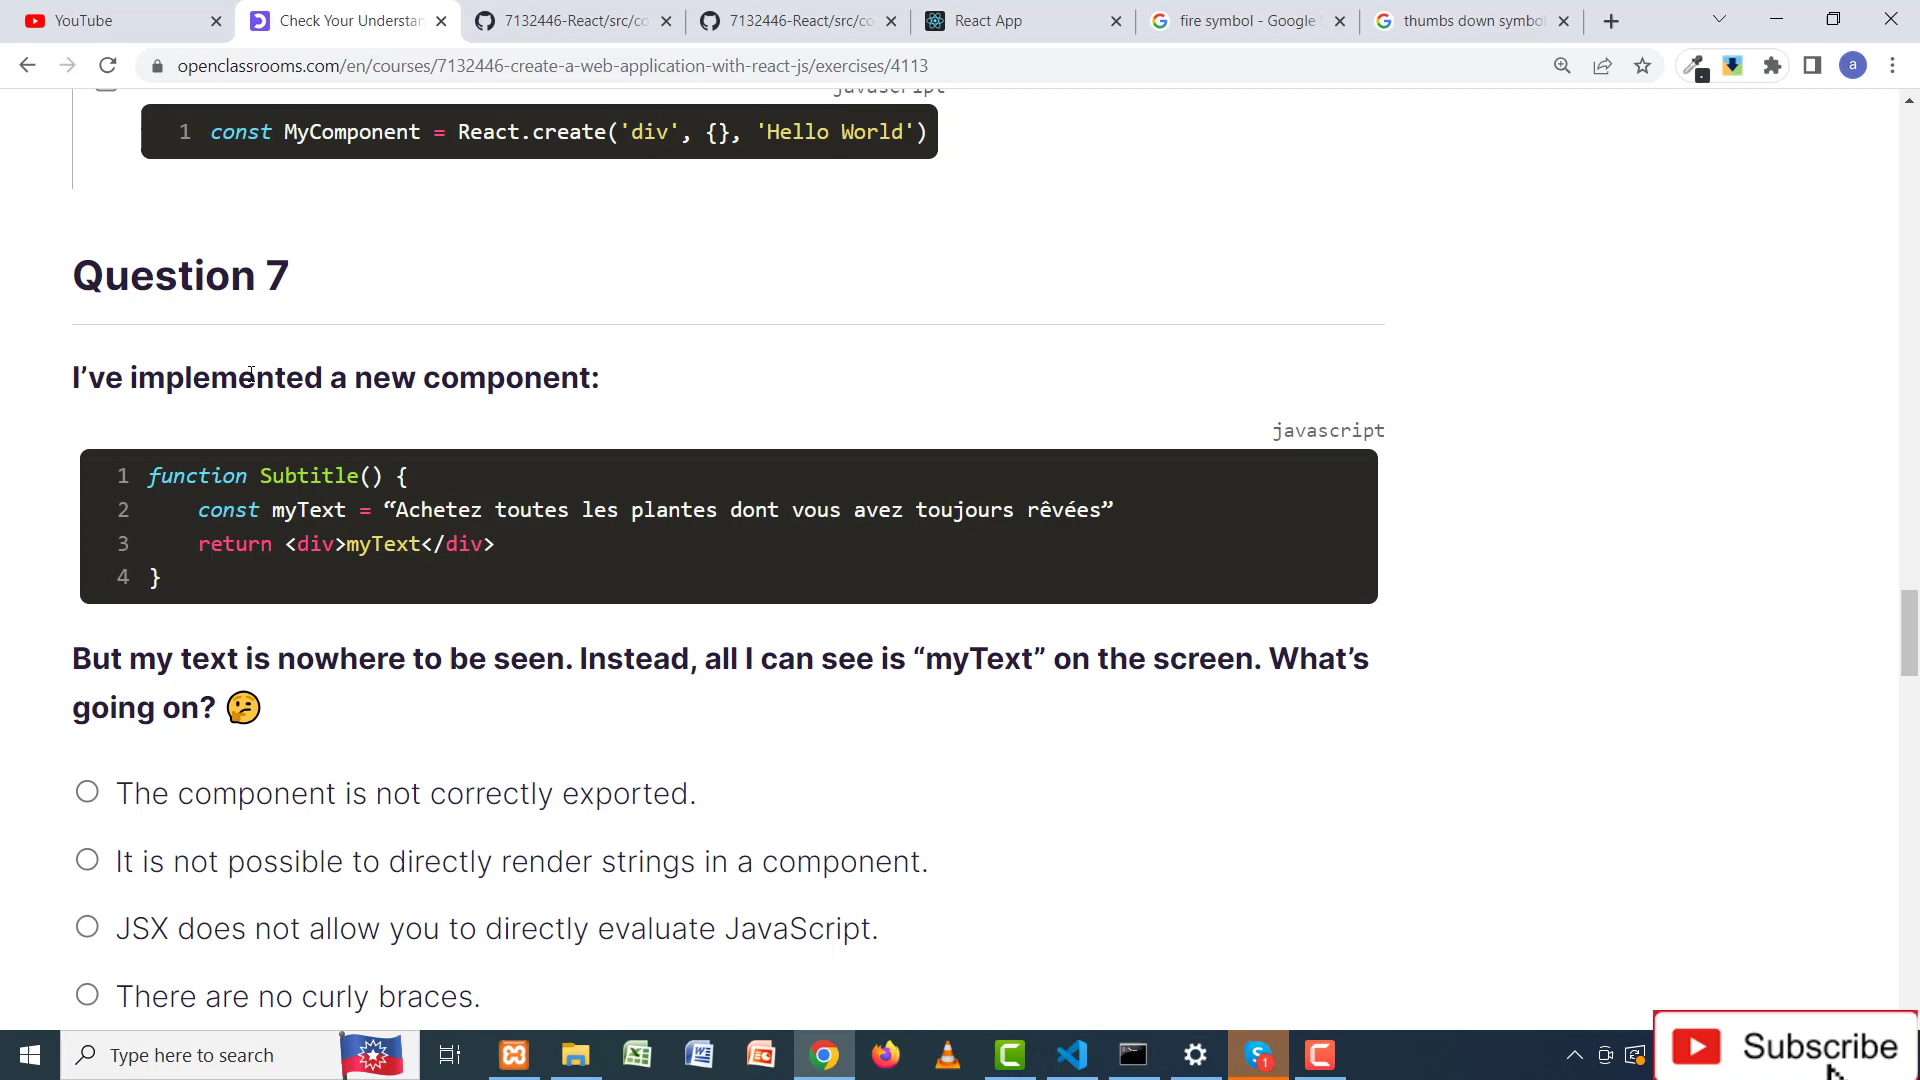 YouTube
Check Your Understan
7132446-React/src/co
7132446-React/src/co
React App
fire symbol - Google S
thumbs down symbol
openclassrooms.com/en/courses/7132446-create-a-web-application-with-react-js/exercises/4113
a
javascript
1 const MyComponent = React.create('div', {}, 'Hello World')
Question 7
I’ve implemented a new component:
javascript
1 function Subtitle() {
2 const myText = “Achetez toutes les plantes dont vous avez toujours rêvées”
3 return <div>myText</div>
4 }
But my text is nowhere to be seen. Instead, all I can see is “myText” on the screen. What’s
going on? 🤔
The component is not correctly exported.
It is not possible to directly render strings in a component.
JSX does not allow you to directly evaluate JavaScript.
There are no curly braces.
Type here to search
1
Subscribe